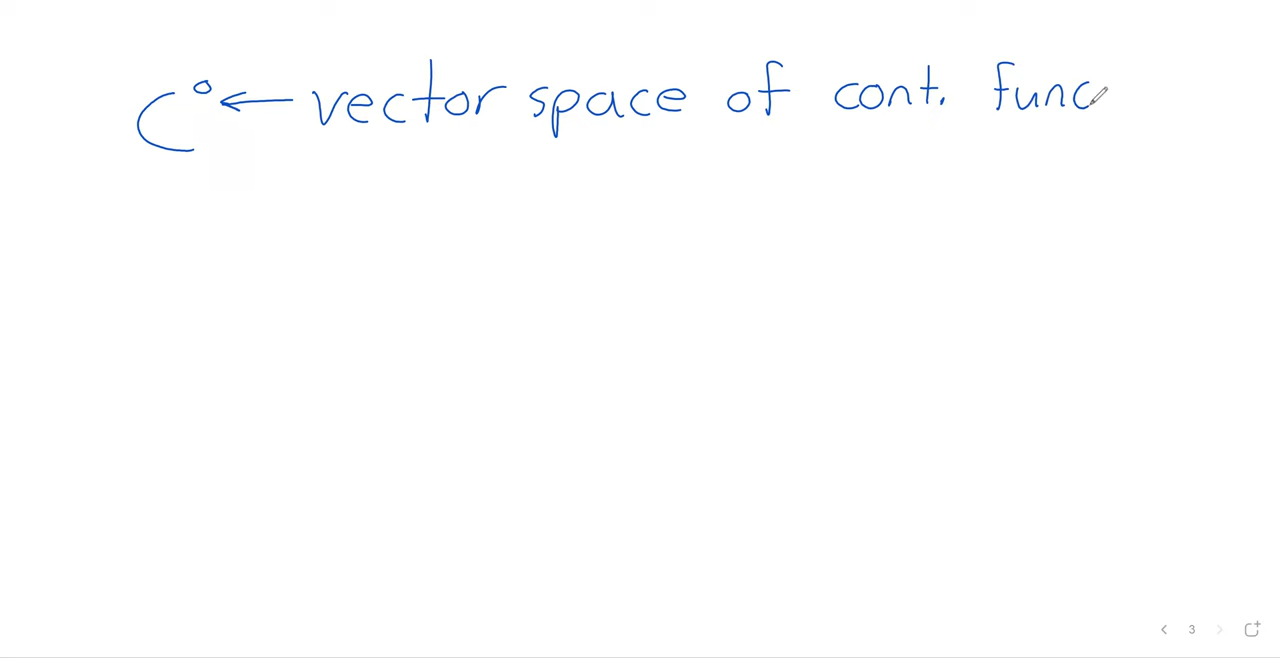 C⁰ ← vector space of cont. func
3